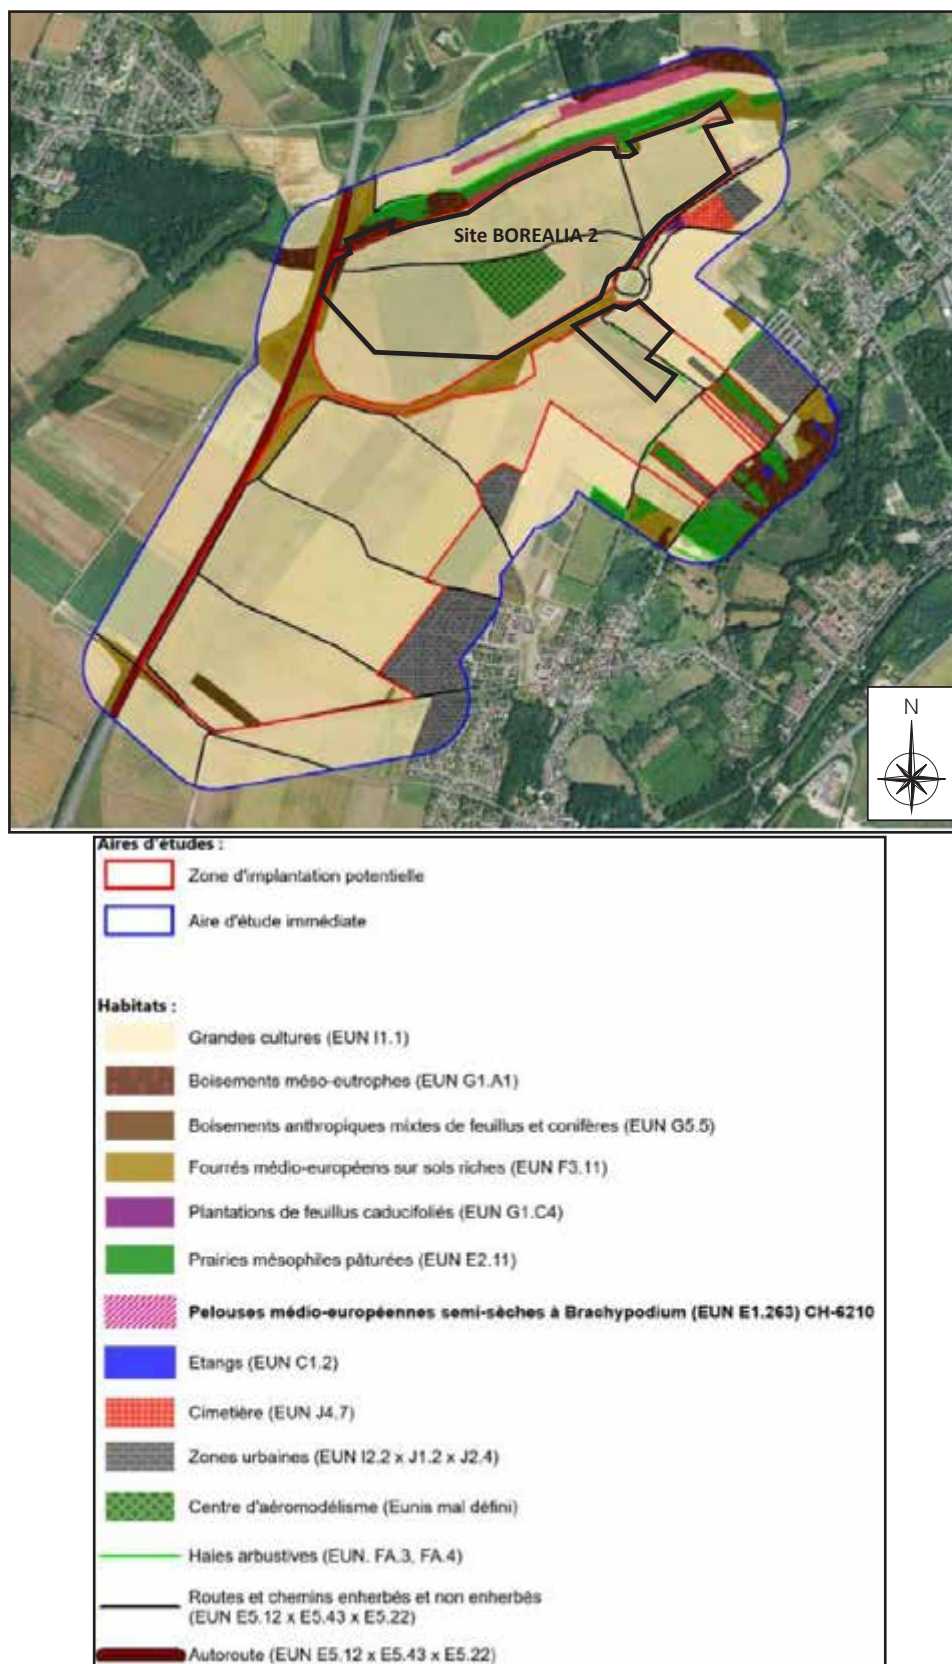 Site BOREALIA 2
N
Aires d'études :
Zone d'implantation potentielle
Aire d'étude immédiate
Habitats :
Grandes cultures (EUN I1.1)
Boisements méso-eutrophes (EUN G1.A1)
Boisements anthropiques mixtes de feuillus et conifères (EUN G5.5)
Fourrés médio-européens sur sols riches (EUN F3.11)
Plantations de feuillus caducifoliés (EUN G1.C4)
Prairies mésophiles pâturées (EUN E2.11)
Pelouses médio-européennes semi-sèches à Brachypodium (EUN E1.263) CH-6210
Etangs (EUN C1.2)
Cimetière (EUN J4.7)
Zones urbaines (EUN I2.2 x J1.2 x J2.4)
Centre d'aéromodélisme (Eunis mal défini)
Haies arbustives (EUN. FA.3, FA.4)
Routes et chemins enherbés et non enherbés
(EUN E5.12 x E5.43 x E5.22)
Autoroute (EUN E5.12 x E5.43 x E5.22)